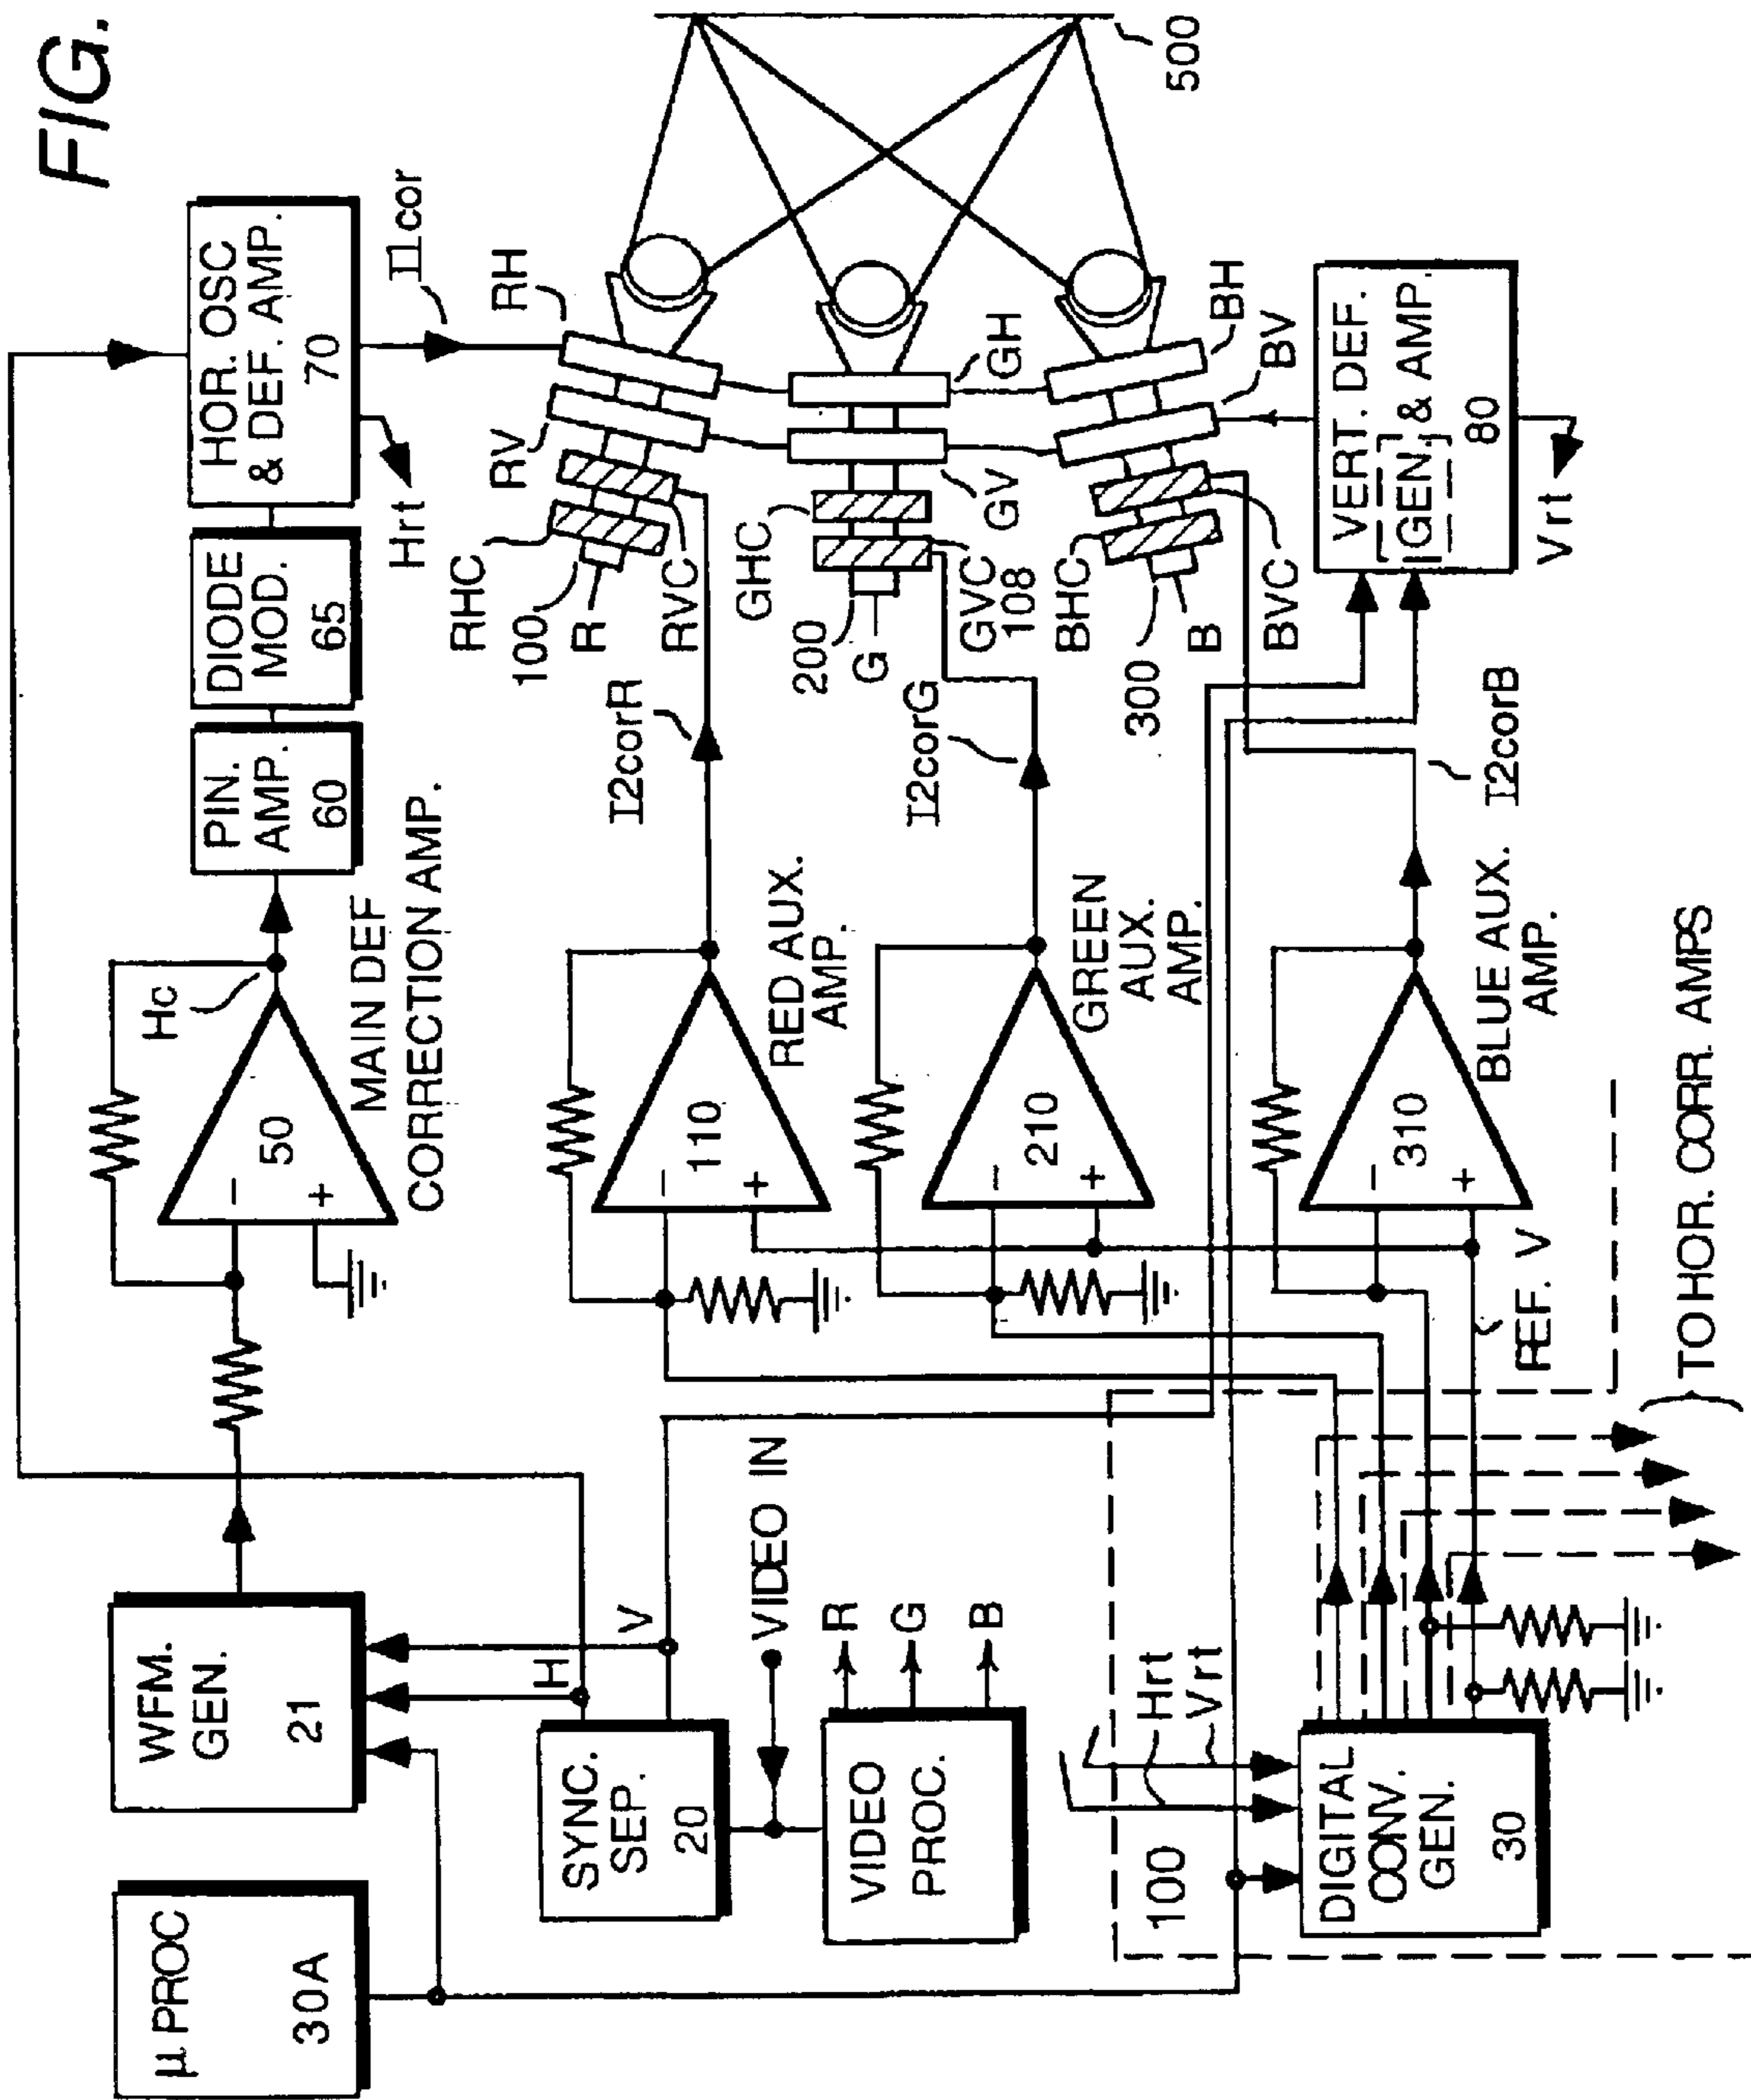 FIG.
µ PROC
30A
WFM.
GEN.
21
Hc
50
-
+
MAIN DEF
CORRECTION AMP.
PIN.
AMP.
60
DIODE
MOD.
65
HOR. OSC
& DEF. AMP.
70
I1cor
Hrt
H
V
SYNC.
SEP.
20
VIDEO IN
VIDEO
PROC.
R
G
B
110
-
+
RED AUX.
AMP.
I2corR
210
-
+
GREEN
AUX.
AMP.
I2corG
310
-
+
BLUE AUX.
AMP.
I2corB
REF. V
RH
RV
RHC
100
R
RVC
GHC
200
G
GH
GV
GVC
108
BHC
300
B
BH
BV
BVC
500
VERT. DEF.
GEN. & AMP.
80
Vrt
Hrt
Vrt
100
DIGITAL
CONV.
GEN.
30
TO HOR. CORR. AMPS